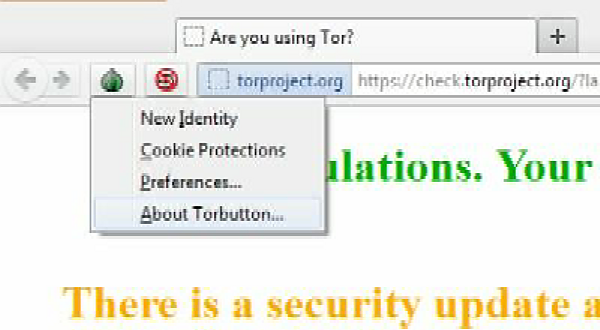 Are you using Tor?
torproject.org https://check.torproject.org/?la
New Identity
Cookie Protections
ulations. Your
Preferences...
About Torbutton...
There is a security update a